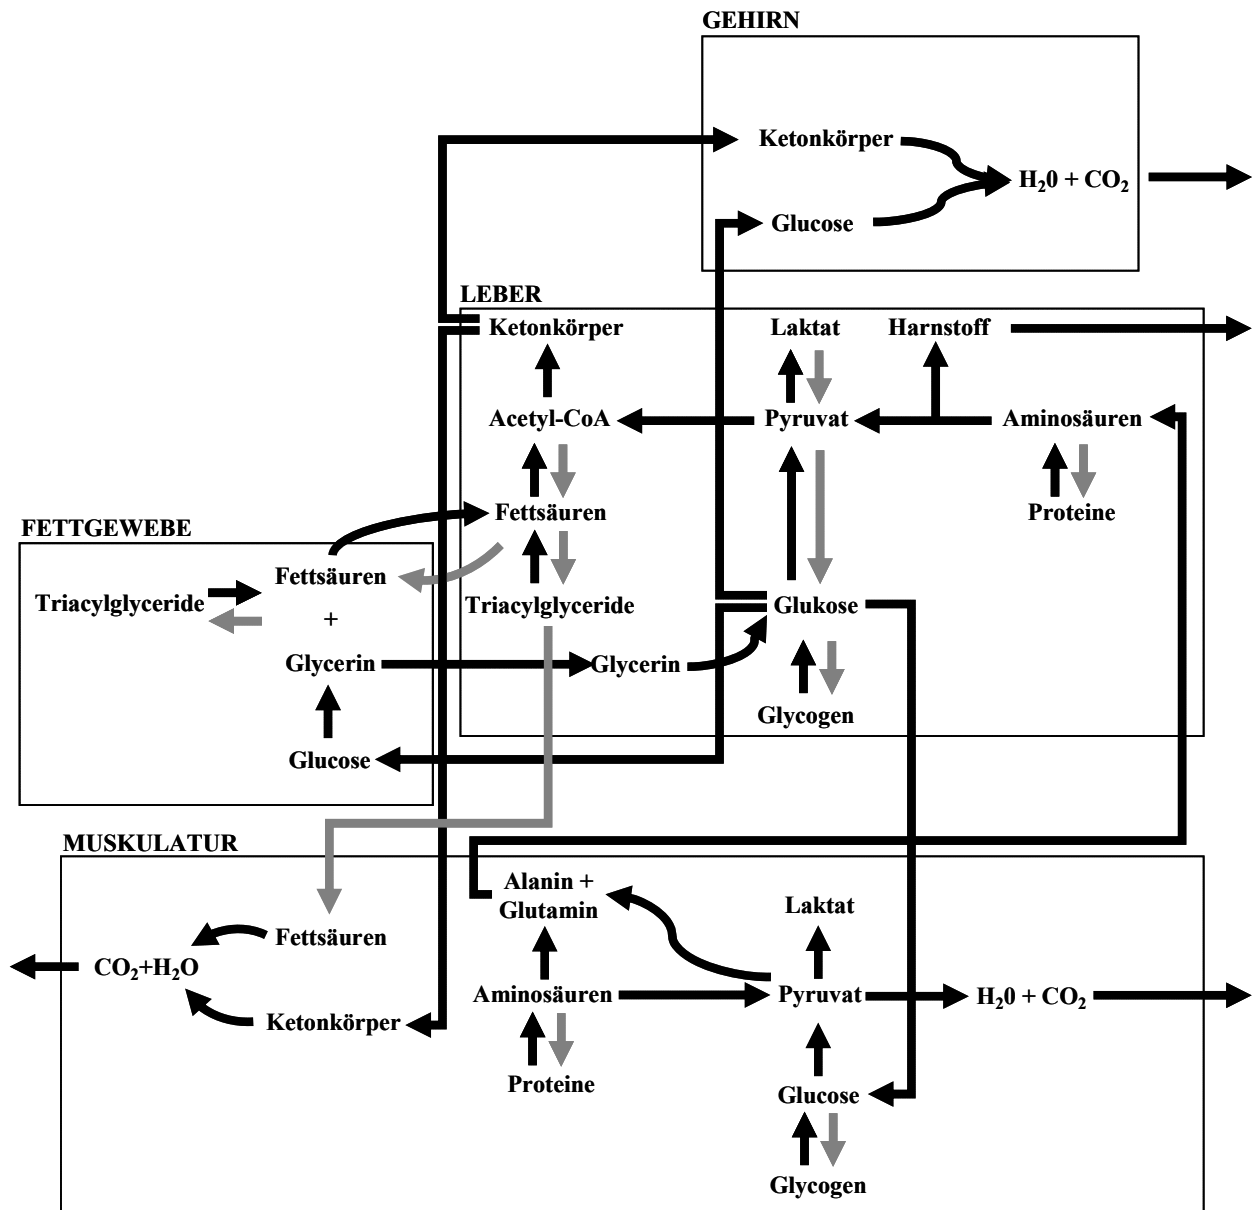 GEHIRN
Ketonkörper
H₂0 + CO₂
Glucose
LEBER
Ketonkörper
Laktat
Harnstoff
Acetyl-CoA
Pyruvat
Aminosäuren
Fettsäuren
Proteine
FETTGEWEBE
Fettsäuren
Triacylglyceride
+
Triacylglyceride
Glukose
Glycerin
Glycerin
Glycogen
Glucose
MUSKULATUR
Alanin +
Glutamin
Laktat
Fettsäuren
CO₂+H₂O
Aminosäuren
Pyruvat
H₂0 + CO₂
Ketonkörper
Proteine
Glucose
Glycogen